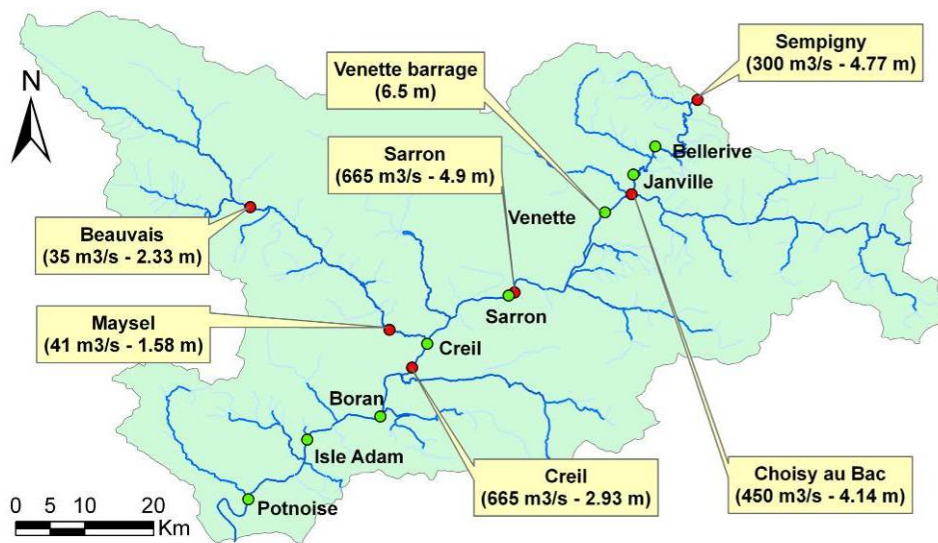 Sempigny
(300 m3/s - 4.77 m)
Venette barrage
(6.5 m)
N
Sarron
(665 m3/s - 4.9 m)
Bellerive
Janville
Venette
Beauvais
(35 m3/s - 2.33 m)
Sarron
Maysel
(41 m3/s - 1.58 m)
Creil
Boran
Isle Adam
Creil
(665 m3/s - 2.93 m)
Choisy au Bac
(450 m3/s - 4.14 m)
Potnoise
0 5 10 20
Km